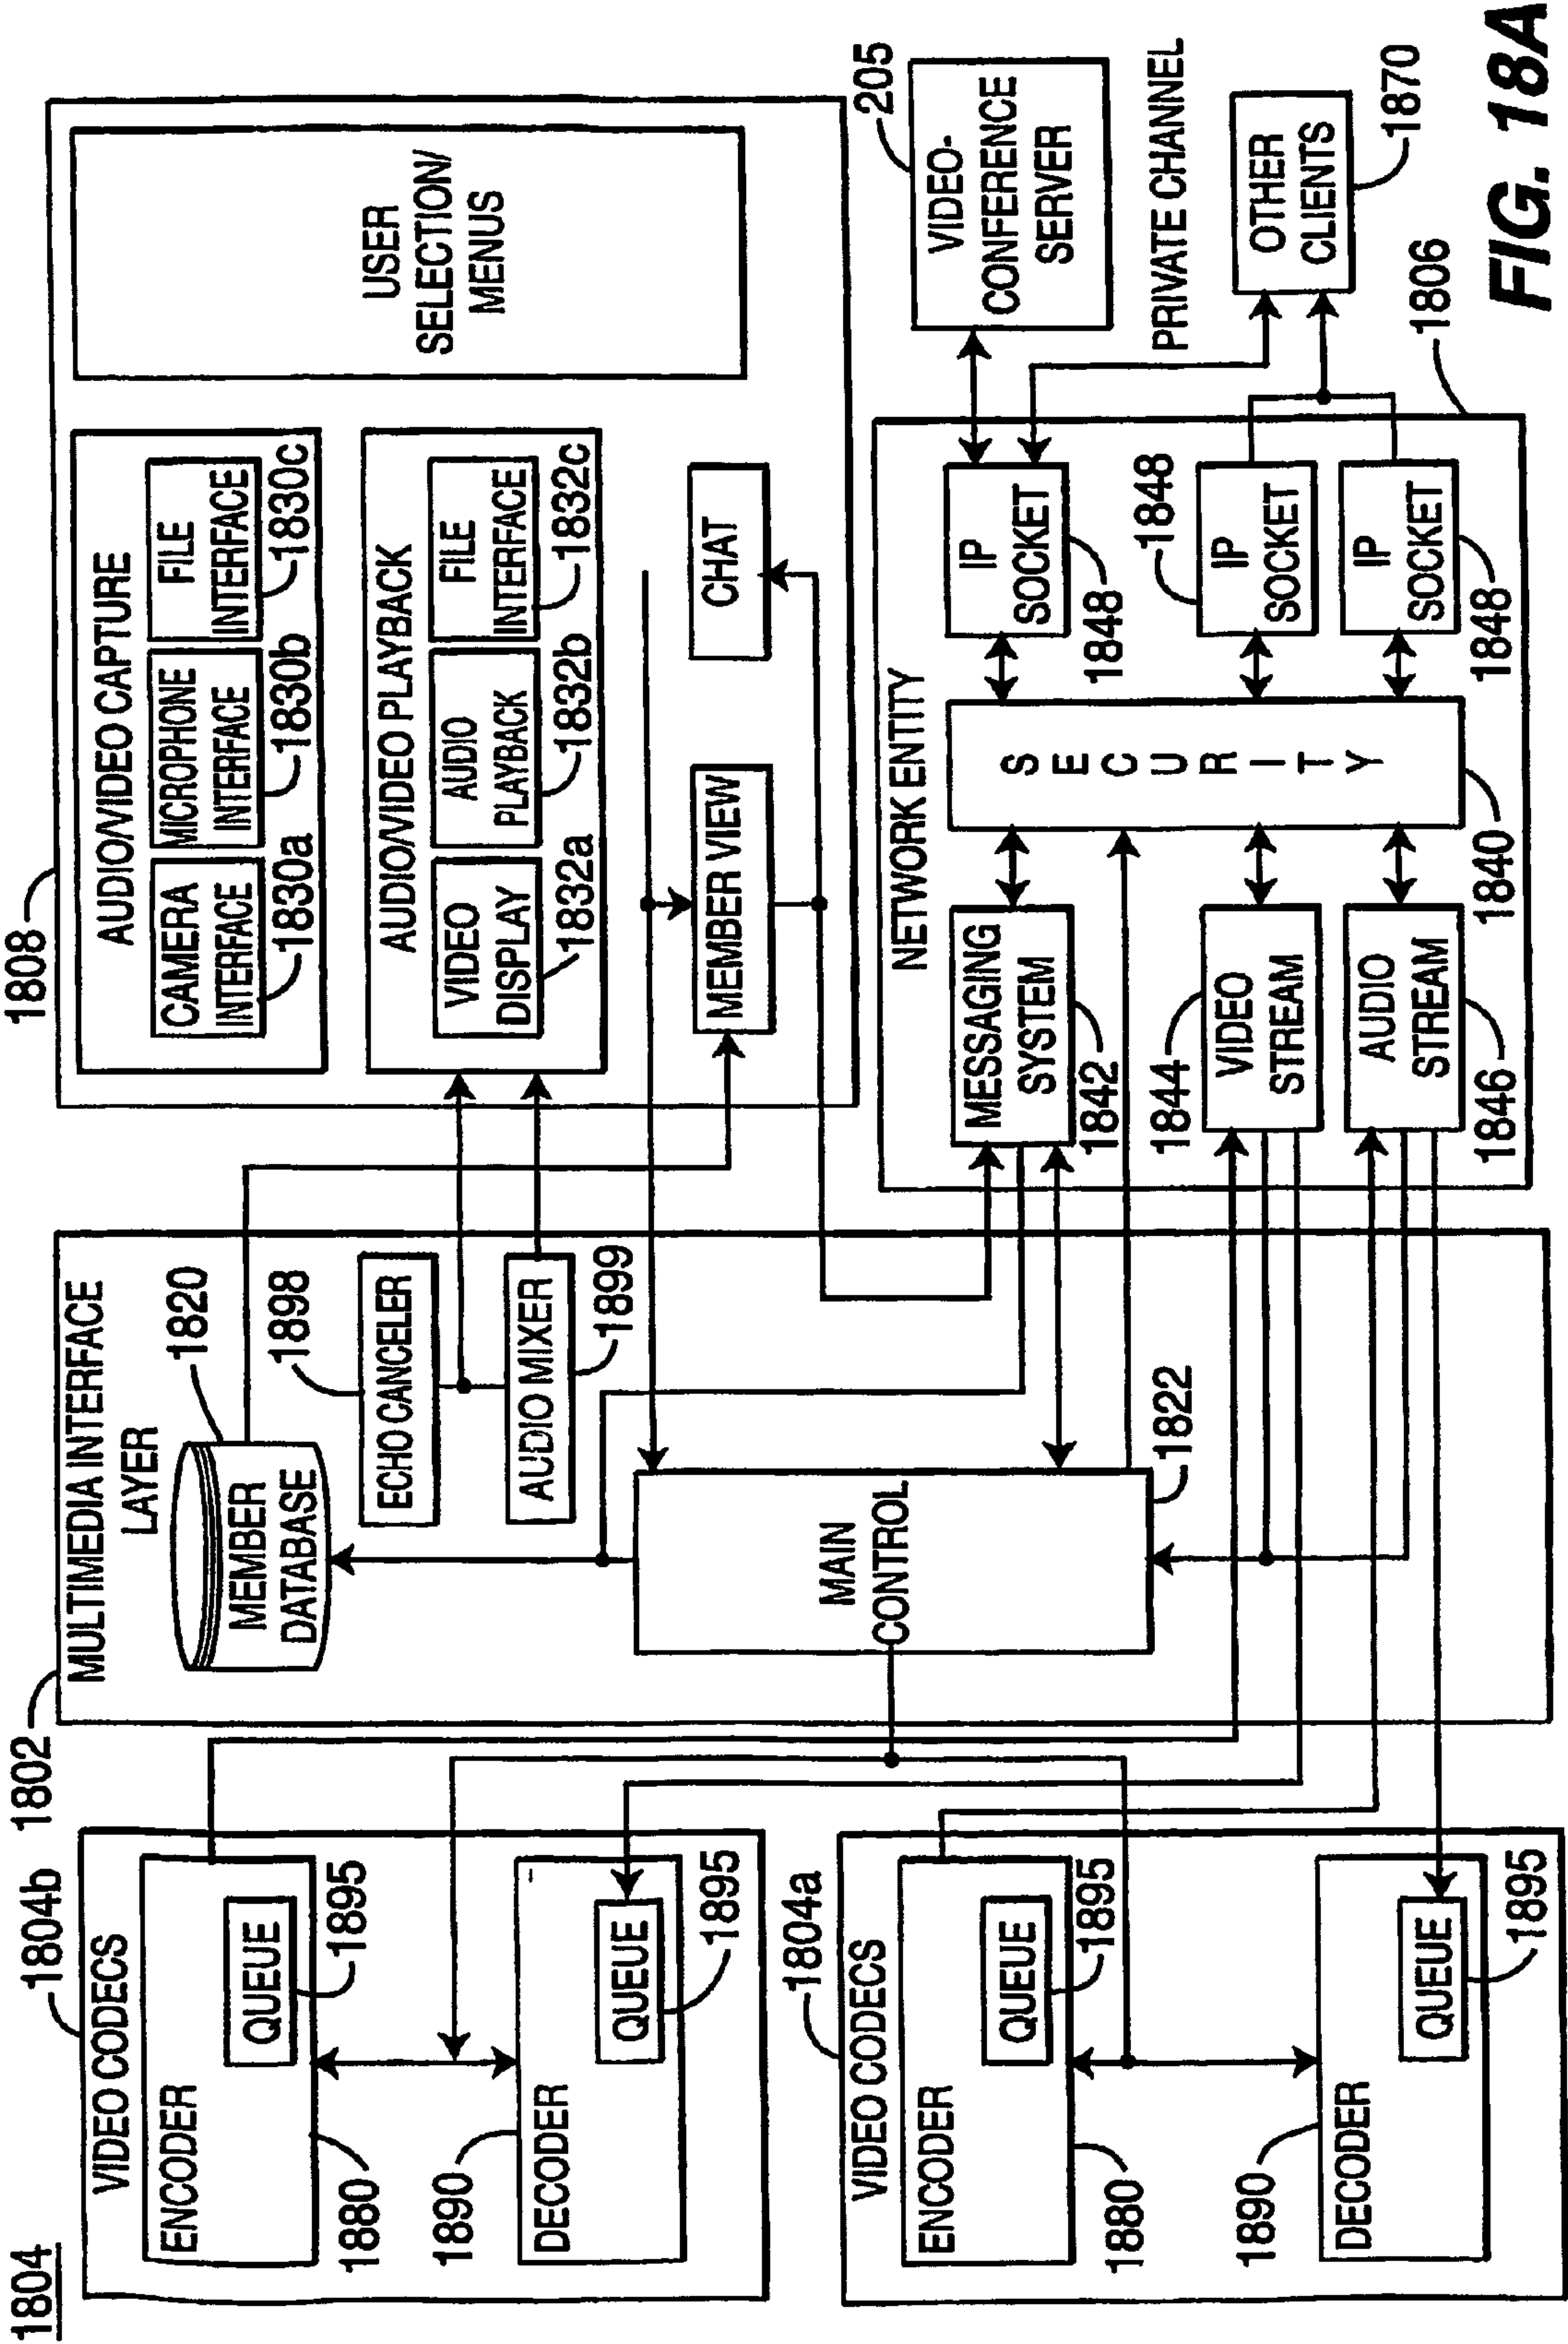 1804
1804b
VIDEO CODECS
ENCODER
QUEUE
1895
1880
1890
DECODER
QUEUE
1895
1804a
VIDEO CODECS
ENCODER
QUEUE
1895
1880
1890
DECODER
QUEUE
1895
1802
MULTIMEDIA INTERFACE
LAYER
1820
MEMBER
DATABASE
1898
ECHO CANCELER
AUDIO MIXER
1899
MAIN
CONTROL
1822
1808
AUDIO/VIDEO CAPTURE
CAMERA
INTERFACE
1830a
MICROPHONE
INTERFACE
1830b
FILE
INTERFACE
1830c
AUDIO/VIDEO PLAYBACK
VIDEO
DISPLAY
1832a
AUDIO
PLAYBACK
1832b
FILE
INTERFACE
1832c
MEMBER VIEW
CHAT
USER
SELECTION/
MENUS
NETWORK ENTITY
MESSAGING
SYSTEM
1842
1844
VIDEO
STREAM
AUDIO
STREAM
1846
SECURITY
1840
IP
SOCKET
1848
1848
IP
SOCKET
IP
SOCKET
1848
205
VIDEO-
CONFERENCE
SERVER
PRIVATE CHANNEL
OTHER
CLIENTS
1870
1806
FIG. 18A